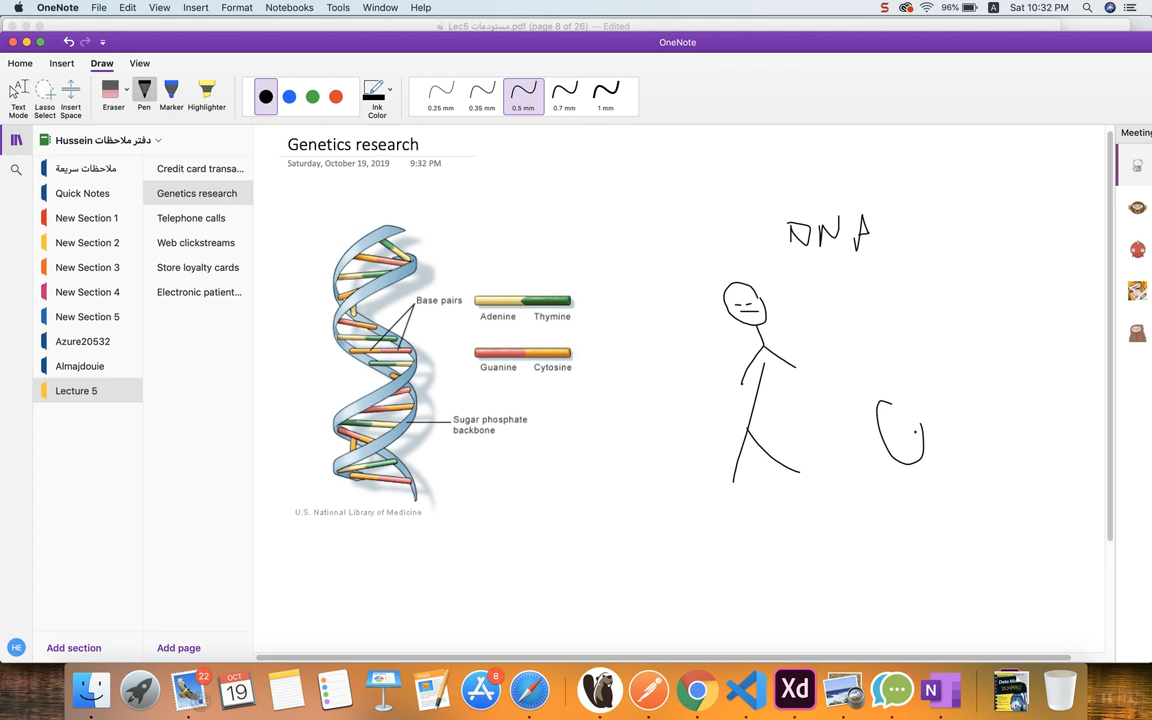 OneNote File Edit View Insert Format Notebooks Tools Window Help 96% A Sat 10:32 PM
Lec5 مستودعات.pdf (page 8 of 26) — Edited
OneNote
Home Insert Draw View
Text Mode
Lasso Select
Insert Space
Eraser
Pen
Marker
Highlighter
Ink Color
0.25 mm
0.35 mm
0.5 mm
0.7 mm
1 mm
Hussein دفتر ملاحظات
ملاحظات سريعة
Quick Notes
New Section 1
New Section 2
New Section 3
New Section 4
New Section 5
Azure20532
Almajdouie
Lecture 5
Add section
HE
Credit card transa...
Genetics research
Telephone calls
Web clickstreams
Store loyalty cards
Electronic patient...
Add page
Genetics research
Saturday, October 19, 2019 9:32 PM
Base pairs
Adenine Thymine
Guanine Cytosine
Sugar phosphate
backbone
U.S. National Library of Medicine
DNA
Meeting
22
OCT
19
8
Xd
N